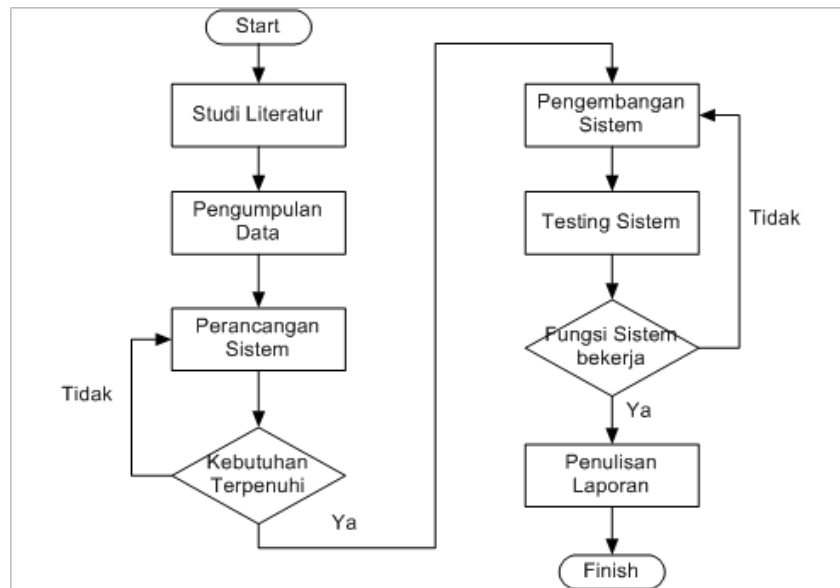 Start
Studi Literatur
Pengumpulan
Data
Perancangan
Sistem
Tidak
Kebutuhan
Terpenuhi
Ya
Pengembangan
Sistem
Testing Sistem
Tidak
Fungsi Sistem
bekerja
Ya
Penulisan
Laporan
Finish